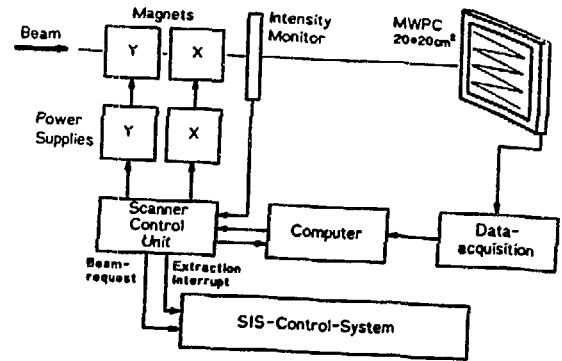 Magnets
Intensity
Monitor
MWPC
20*20cm²
Beam
Y
X
Power
Supplies
Y
X
Scanner
Control
Unit
Computer
Data-
acquisition
Beam-
request
Extraction
interrupt
SIS-Control-System